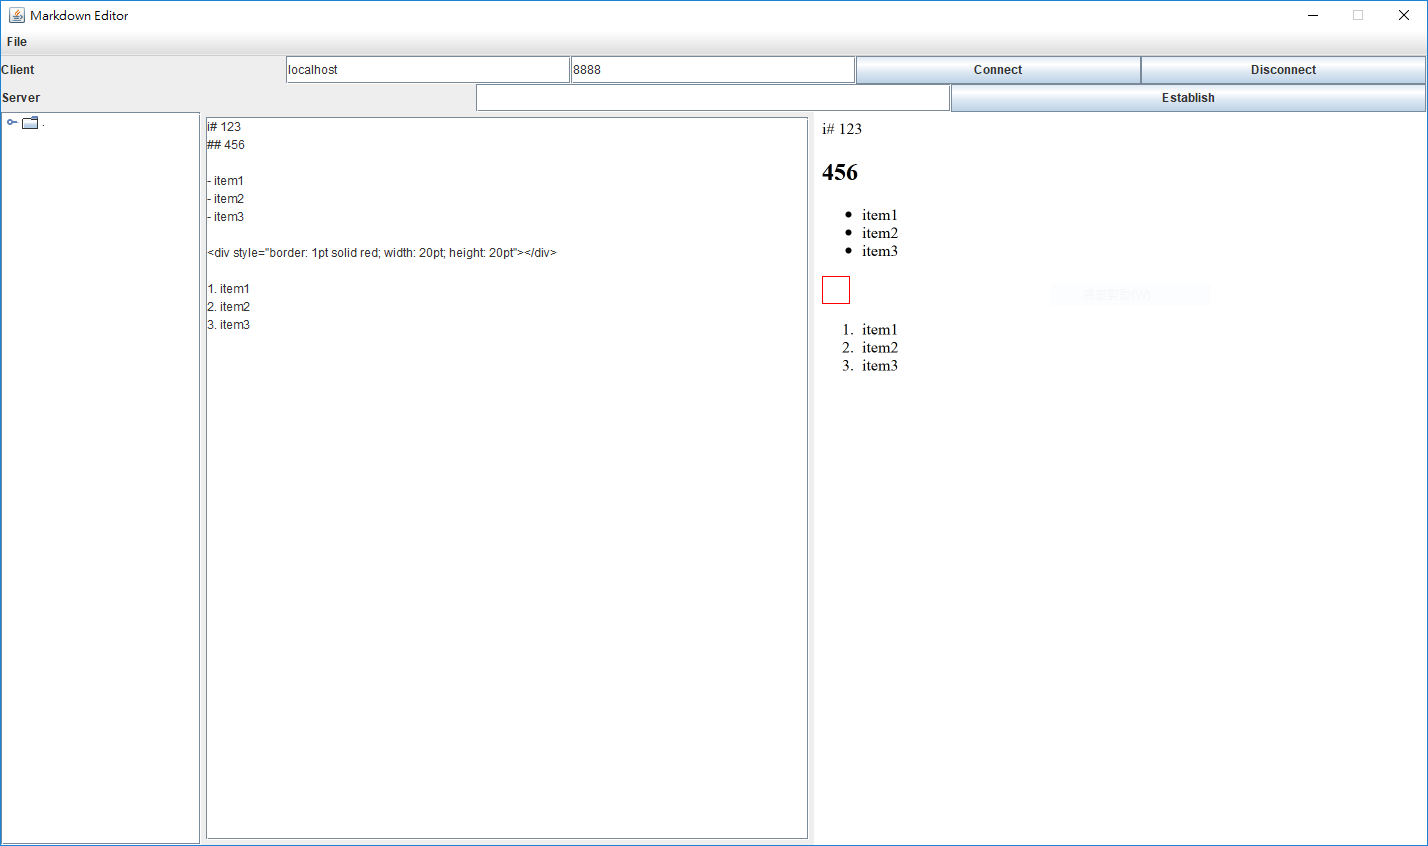 Markdown Editor
File
Client
localhost
8888
Connect
Disconnect
Server
Establish
.
i# 123
## 456
- item1
- item2
- item3
<div style="border: 1pt solid red; width: 20pt; height: 20pt"></div>
1. item1
2. item2
3. item3
i# 123
456
• item1
• item2
• item3
1. item1
2. item2
3. item3